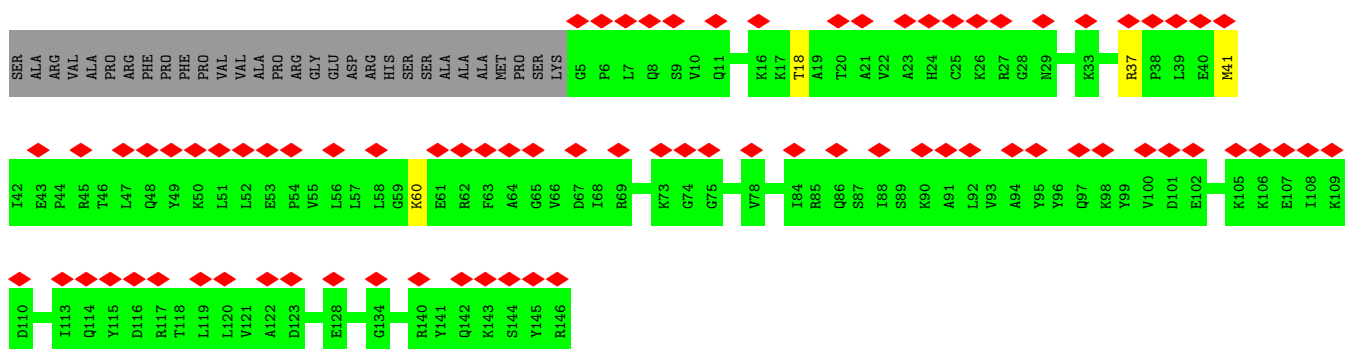 SER ALA ARG VAL ALA PRO ARG PHE PRO PHE PRO VAL VAL ALA PRO ARG GLY GLU ASP ARG HIS SER SER ALA ALA ALA MET PRO SER LYS G5 P6 L7 Q8 S9 V10 Q11 K16 K17 T18 A19 T20 A21 V22 A23 H24 C25 K26 R27 G28 N29 K33 R37 P38 L39 E40 M41
I42 E43 P44 R45 T46 L47 Q48 Y49 K50 L51 L52 E53 P54 V55 L56 L57 L58 G59 K60 E61 R62 F63 A64 G65 V66 D67 I68 R69 K73 G74 G75 V78 I84 R85 Q86 S87 I88 S89 K90 A91 L92 V93 A94 Y95 Y96 Q97 K98 Y99 V100 D101 E102 K105 K106 E107 I108 K109
D110 I113 Q114 Y115 D116 R117 T118 L119 L120 V121 A122 D123 E128 G134 R140 Y141 Q142 K143 S144 Y145 R146